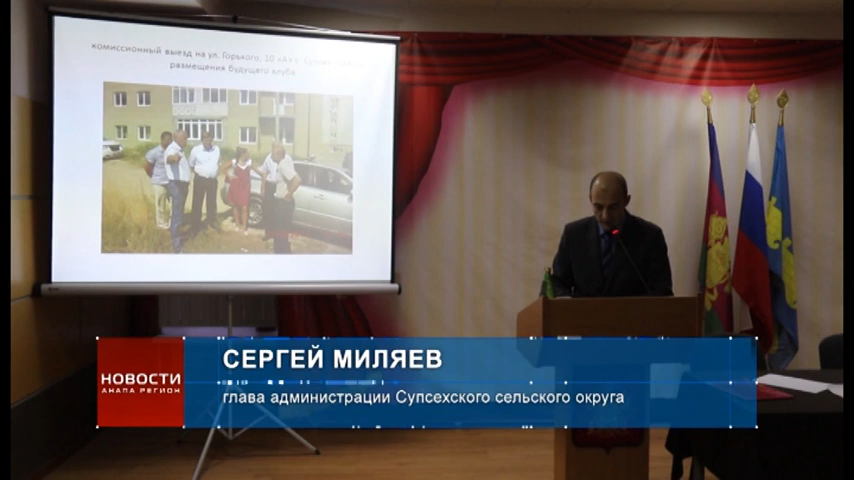 комиссионный выезд на ул. Горького, 10 «А»
размещения будущего клуба
СЕРГЕЙ МИЛЯЕВ
НОВОСТИ
АНАПА РЕГИОН
глава администрации Супсехского сельского округа